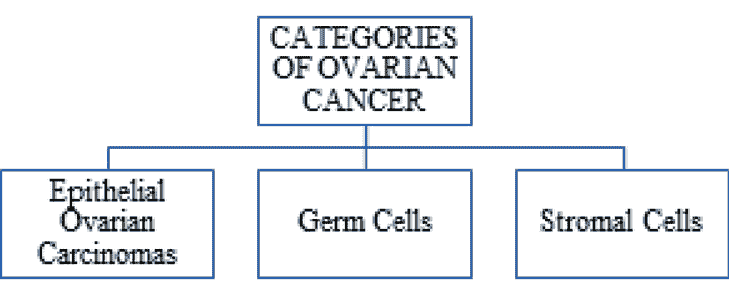 CATEGORIES
OF OVARIAN
CANCER
Epithelial
Ovarian
Carcinomas
Germ Cells
Stromal Cells